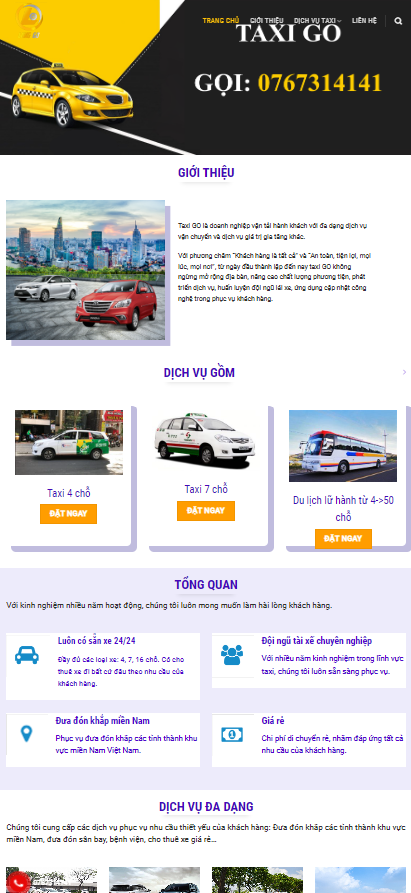 TRANG CHỦ GIỚI THIỆU DỊCH VỤ TAXI LIÊN HỆ
TAXI GO
GỌI: 0767314141
GIỚI THIỆU
Taxi GO là doanh nghiệp vận tải hành khách với đa dạng dịch vụ
vận chuyển và dịch vụ giá trị gia tăng khác.
Với phương châm "Khách hàng là tất cả" và "An toàn, tiện lợi, mọi
lúc, mọi nơi", từ ngày đầu thành lập đến nay taxi GO không
ngừng mở rộng địa bàn, nâng cao chất lượng phương tiện, phát
triển dịch vụ, huấn luyện đội ngũ lái xe, ứng dụng cập nhật công
nghệ trong phục vụ khách hàng.
DỊCH VỤ GỒM
Taxi 4 chỗ
ĐẶT NGAY
Taxi 7 chỗ
ĐẶT NGAY
Du lịch lữ hành từ 4->50
chỗ
ĐẶT NGAY
TỔNG QUAN
Với kinh nghiệm nhiều năm hoạt động, chúng tôi luôn mong muốn làm hài lòng khách hàng.
Luôn có sẵn xe 24/24
Đầy đủ các loại xe: 4, 7, 16 chỗ. Có cho
thuê xe đi bất cứ đâu theo nhu cầu của
khách hàng.
Đội ngũ tài xế chuyên nghiệp
Với nhiều năm kinh nghiệm trong lĩnh vực
taxi, chúng tôi luôn sẵn sàng phục vụ.
Đưa đón khắp miền Nam
Phục vụ đưa đón khắp các tỉnh thành khu
vực miền Nam Việt Nam.
Giá rẻ
Chi phí di chuyển rẻ, nhằm đáp ứng tất cả
nhu cầu của khách hàng.
DỊCH VỤ ĐA DẠNG
Chúng tôi cung cấp các dịch vụ phục vụ nhu cầu thiết yếu của khách hàng: Đưa đón khắp các tỉnh thành khu vực
miền Nam, đưa đón sân bay, bệnh viện, cho thuê xe giá rẻ...